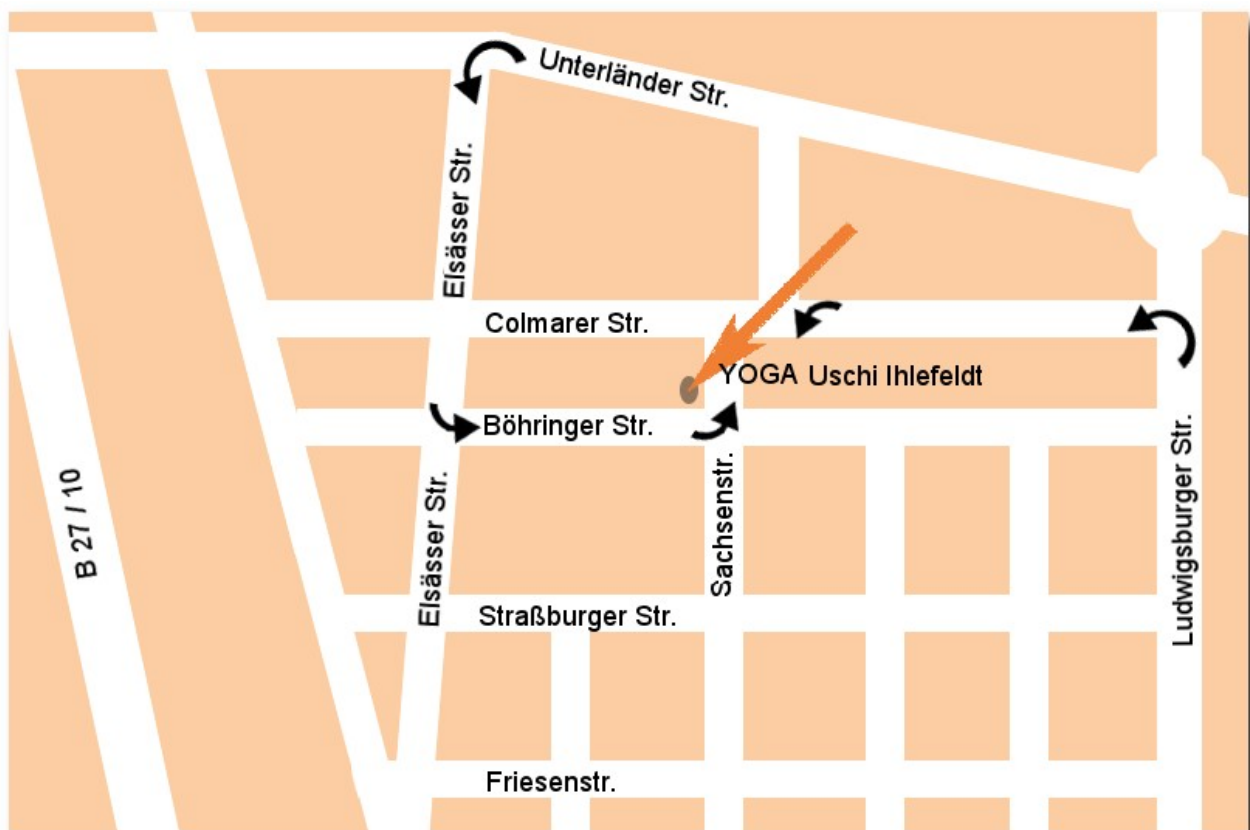 Unterländer Str.
Elsässer Str.
Colmarer Str.
YOGA Uschi Ihlefeldt
Böhringer Str.
B 27 / 10
Elsässer Str.
Sachsenstr.
Ludwigsburger Str.
Straßburger Str.
Friesenstr.